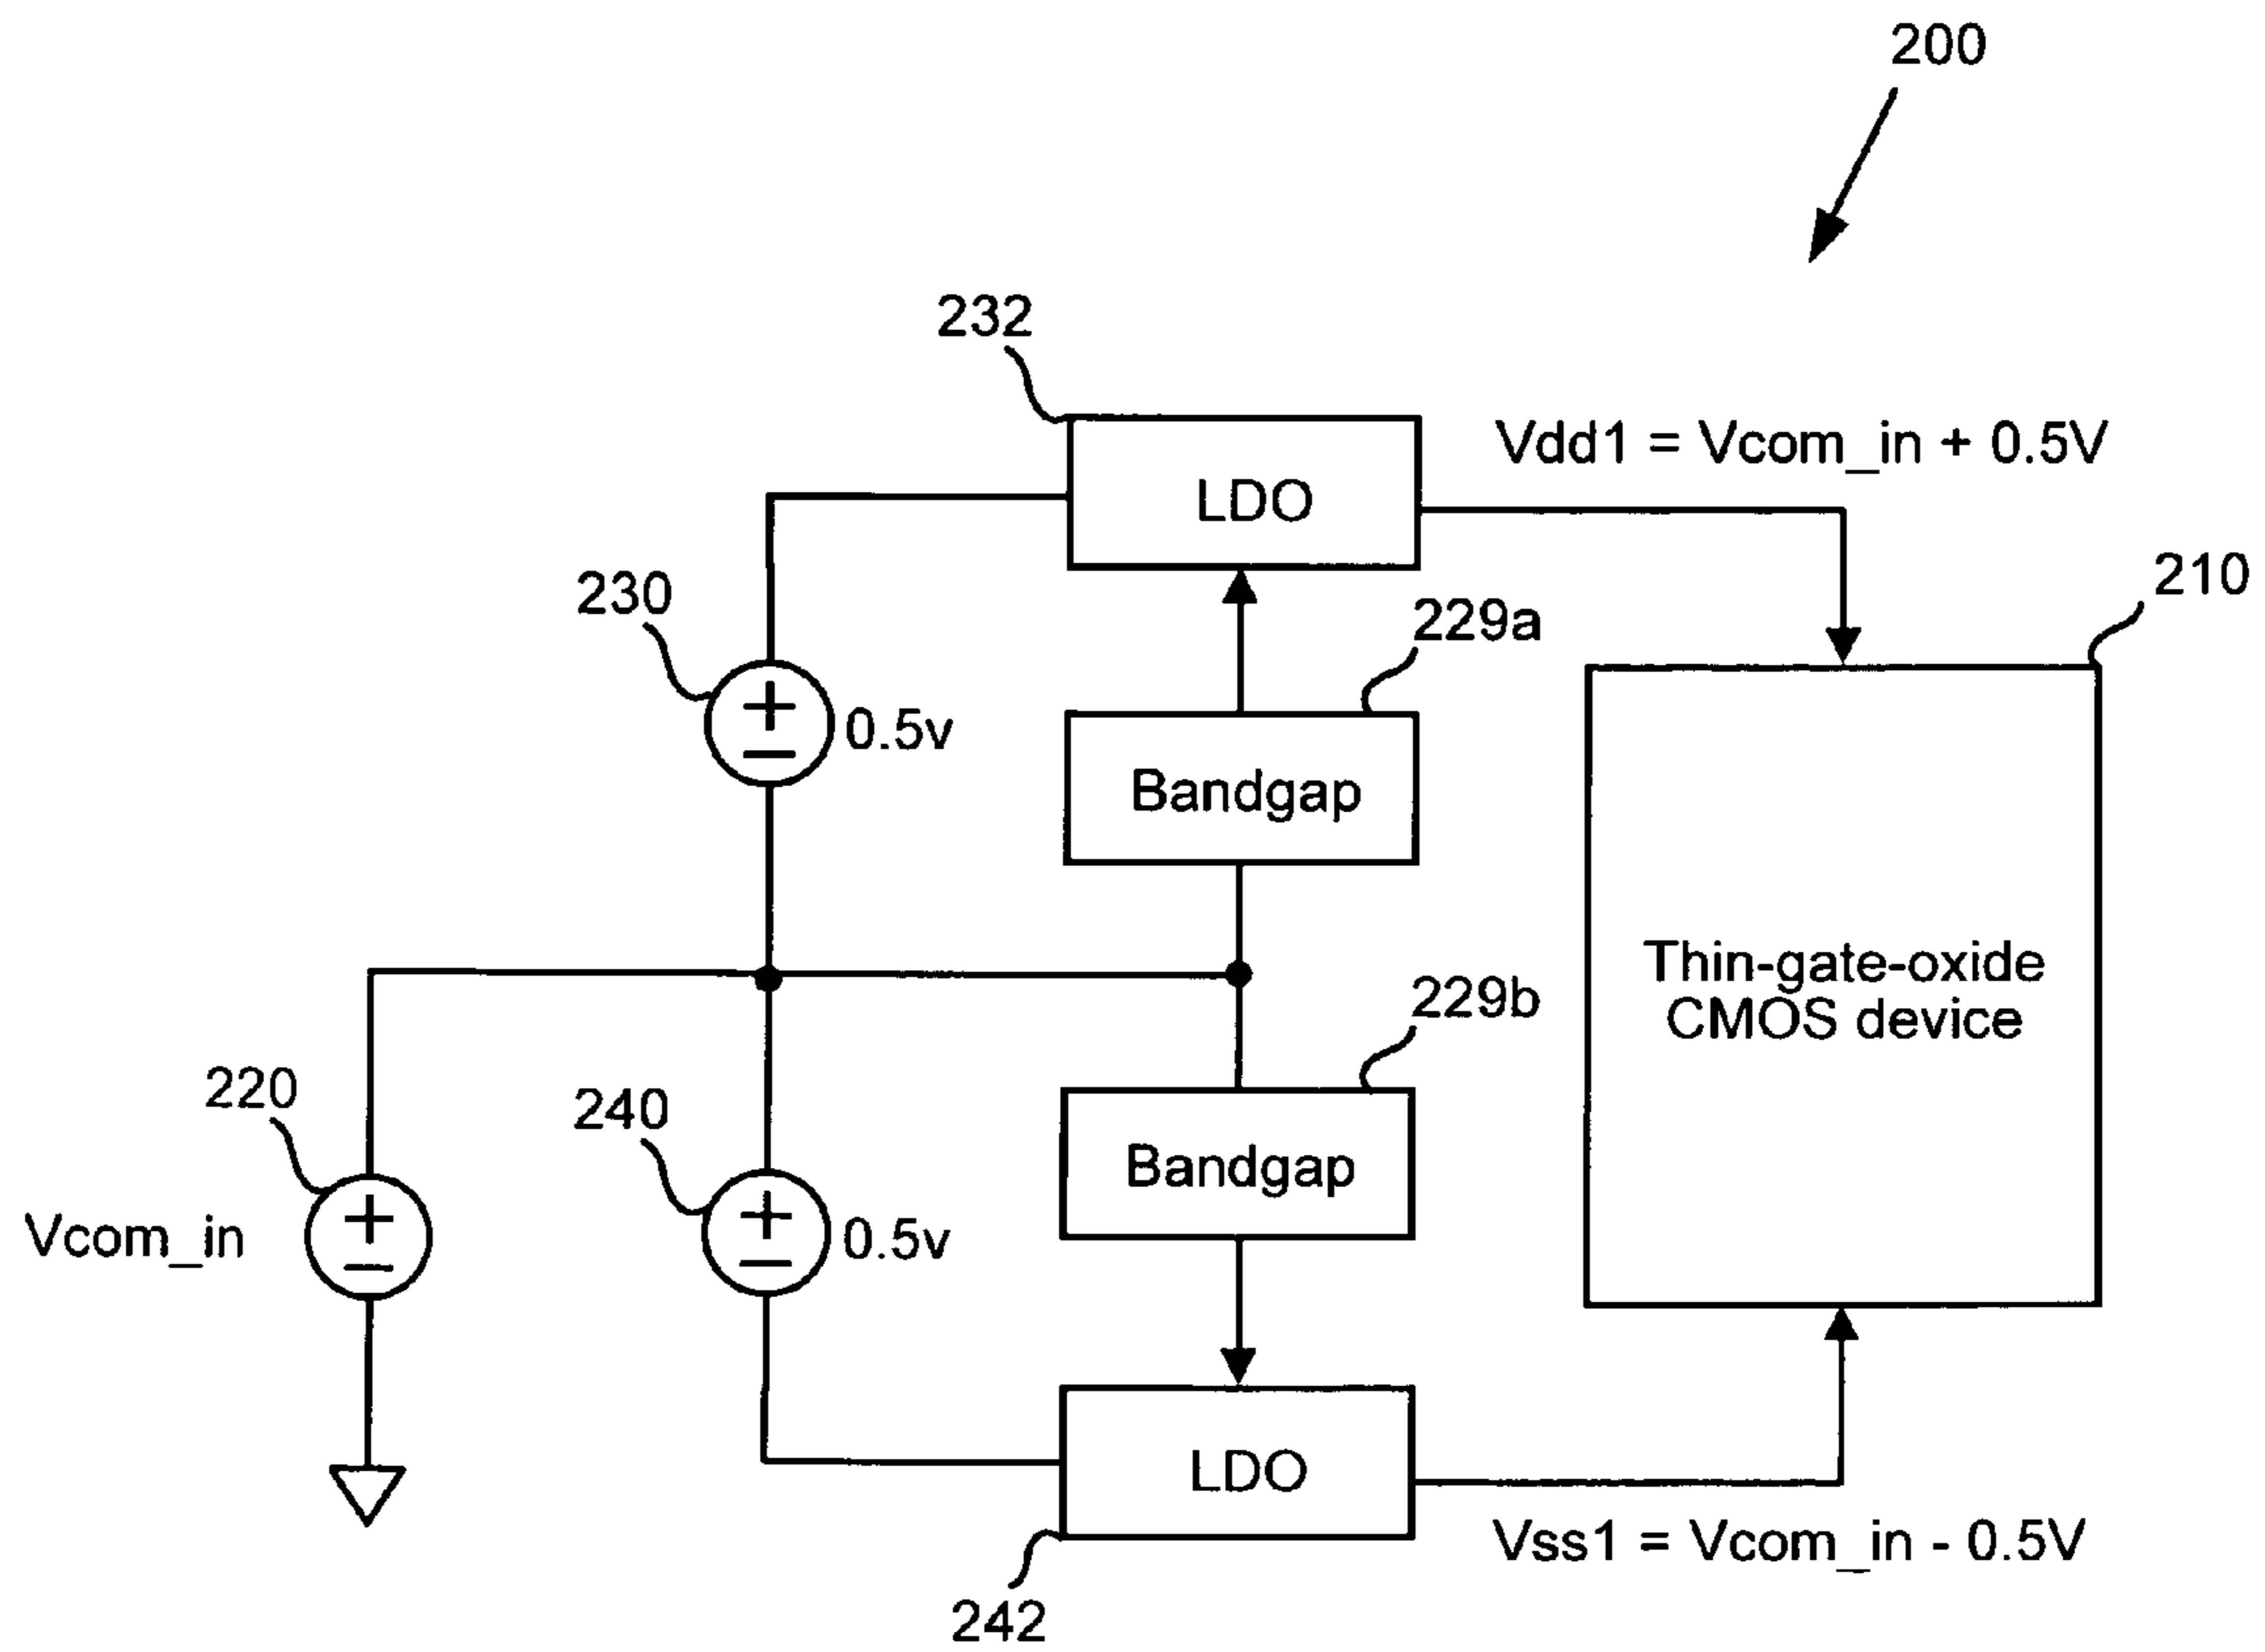 200
232
Vdd1 = Vcom_in + 0.5V
LDO
210
230
229a
0.5v
Bandgap
Thin-gate-oxide
CMOS device
229b
220
240
Bandgap
Vcom_in
0.5v
LDO
Vss1 = Vcom_in - 0.5V
242